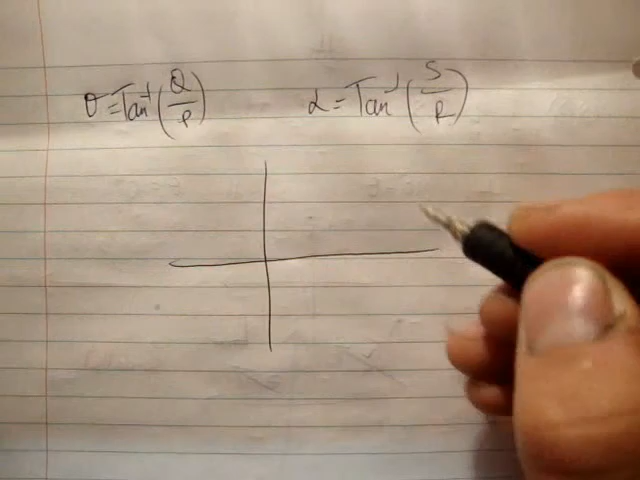 θ = Tan⁻¹(Q/P) α = Tan⁻¹(S/R)